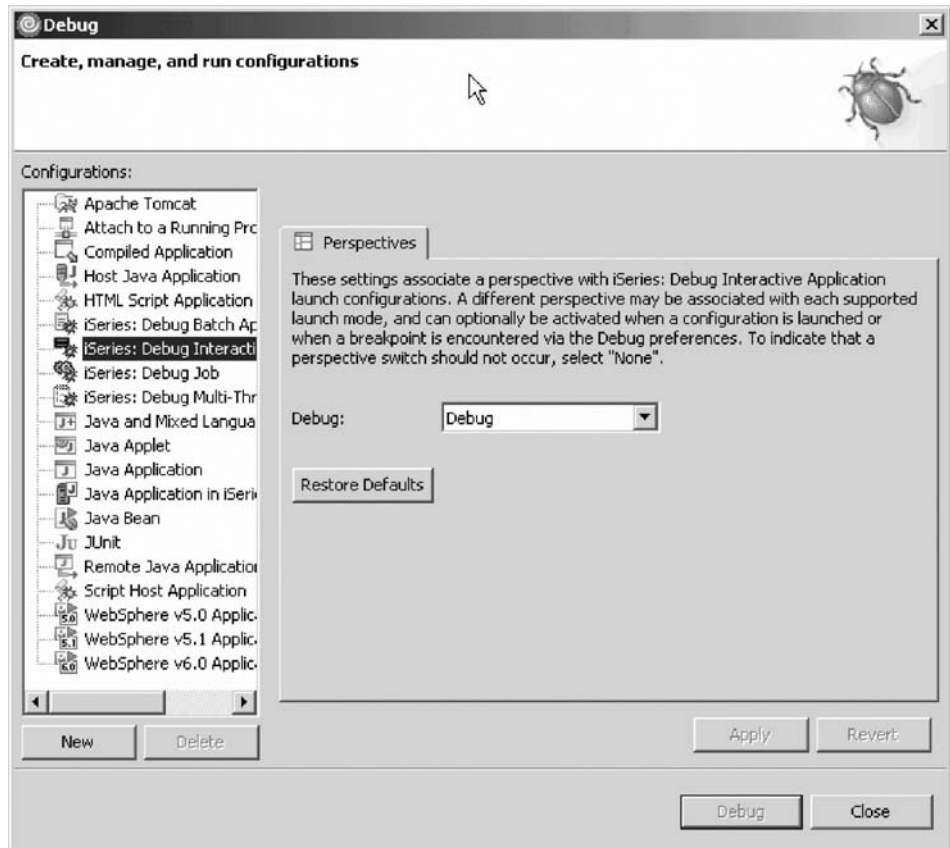 Debug
Create, manage, and run configurations
Configurations:
Apache Tomcat
Attach to a Running Prc
Compiled Application
Host Java Application
HTML Script Application
iSeries: Debug Batch Ap
iSeries: Debug Interacti
iSeries: Debug Job
iSeries: Debug Multi-Thr
Java and Mixed Langua
Java Applet
Java Application
Java Application in iSeri
Java Bean
JUnit
Remote Java Application
Script Host Application
WebSphere v5.0 Applic
WebSphere v5.1 Applic
WebSphere v6.0 Applic
New
Delete
Perspectives
These settings associate a perspective with iSeries: Debug Interactive Application
launch configurations. A different perspective may be associated with each supported
launch mode, and can optionally be activated when a configuration is launched or
when a breakpoint is encountered via the Debug preferences. To indicate that a
perspective switch should not occur, select "None".
Debug: Debug
Restore Defaults
Apply
Revert
Debug
Close